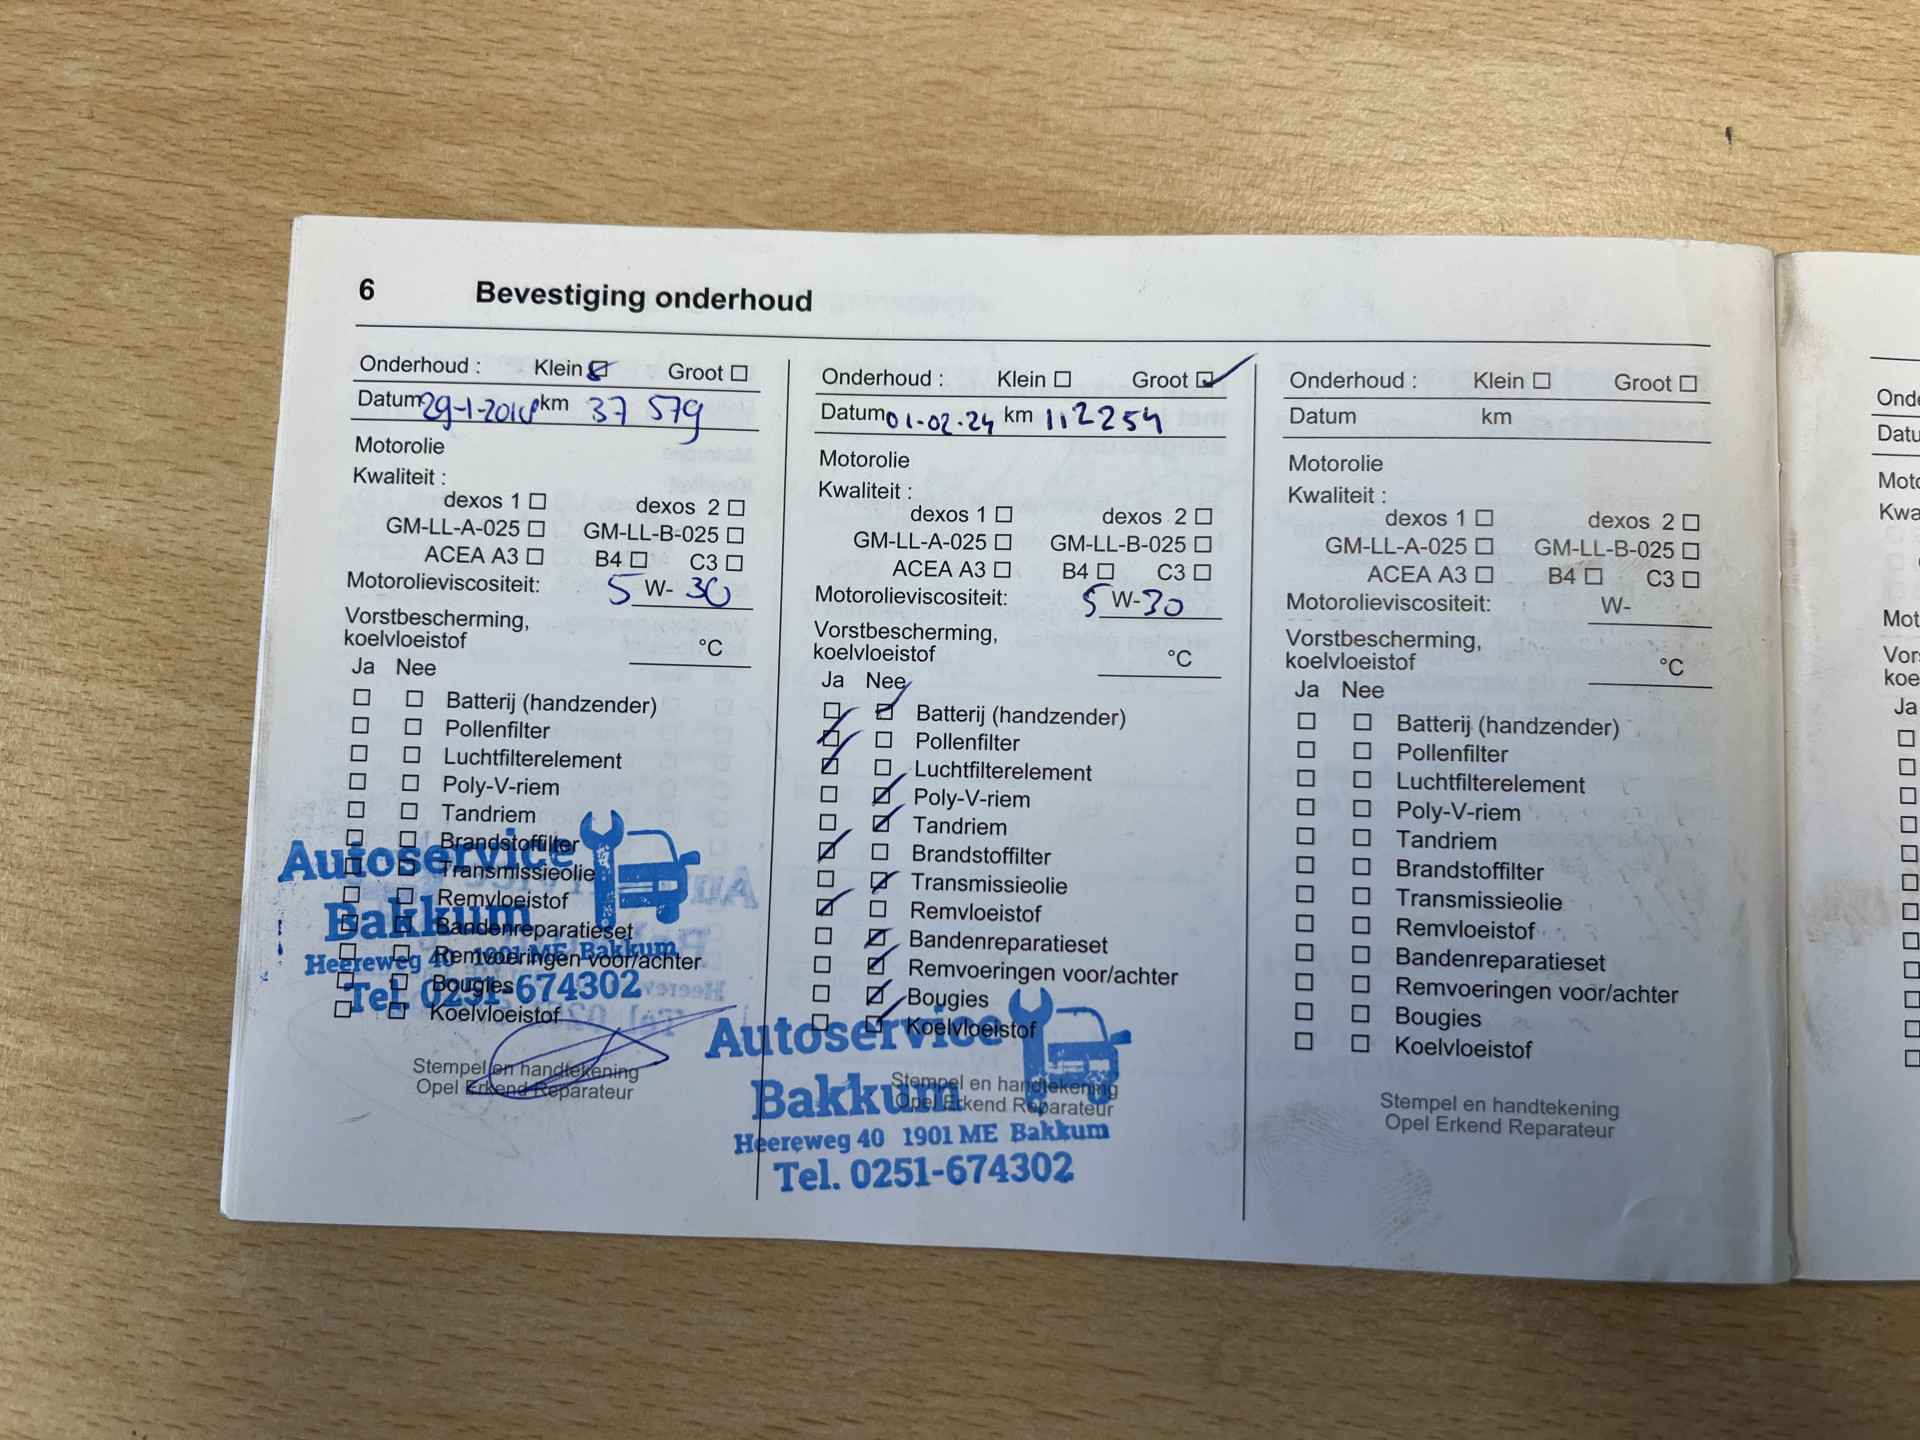 6 Bevestiging onderhoud
Onderhoud : Klein Groot
Datum km 37 579
Motorolie
Kwaliteit :
dexos 1 dexos 2
GM-LL-A-025 GM-LL-B-025
ACEA A3 B4 C3
Motorolieviscositeit: 5 W- 30
Vorstbescherming,
koelvloeistof °C
Ja Nee
Batterij (handzender)
Pollenfilter
Luchtfilterelement
Poly-V-riem
Tandriem
Brandstoffilter
Transmissieolie
Remvloeistof
Bandenreparatieset
Remvoeringen voor/achter
Bougies
Koelvloeistof
Autoservice
Bakkum
Heereweg 40 1901 ME Bakkum
Tel. 0251-674302
Stempel en handtekening
Opel Erkend Reparateur
Onderhoud : Klein Groot
Datum 01-02-24 km 112254
Motorolie
Kwaliteit :
dexos 1 dexos 2
GM-LL-A-025 GM-LL-B-025
ACEA A3 B4 C3
Motorolieviscositeit: 5 W-30
Vorstbescherming,
koelvloeistof °C
Ja Nee
Batterij (handzender)
Pollenfilter
Luchtfilterelement
Poly-V-riem
Tandriem
Brandstoffilter
Transmissieolie
Remvloeistof
Bandenreparatieset
Remvoeringen voor/achter
Bougies
Koelvloeistof
Autoservice
Bakkum
Heereweg 40 1901 ME Bakkum
Tel. 0251-674302
Stempel en handtekening
Opel Erkend Reparateur
Onderhoud : Klein Groot
Datum km
Motorolie
Kwaliteit :
dexos 1 dexos 2
GM-LL-A-025 GM-LL-B-025
ACEA A3 B4 C3
Motorolieviscositeit: W-
Vorstbescherming,
koelvloeistof °C
Ja Nee
Batterij (handzender)
Pollenfilter
Luchtfilterelement
Poly-V-riem
Tandriem
Brandstoffilter
Transmissieolie
Remvloeistof
Bandenreparatieset
Remvoeringen voor/achter
Bougies
Koelvloeistof
Stempel en handtekening
Opel Erkend Reparateur
Ja